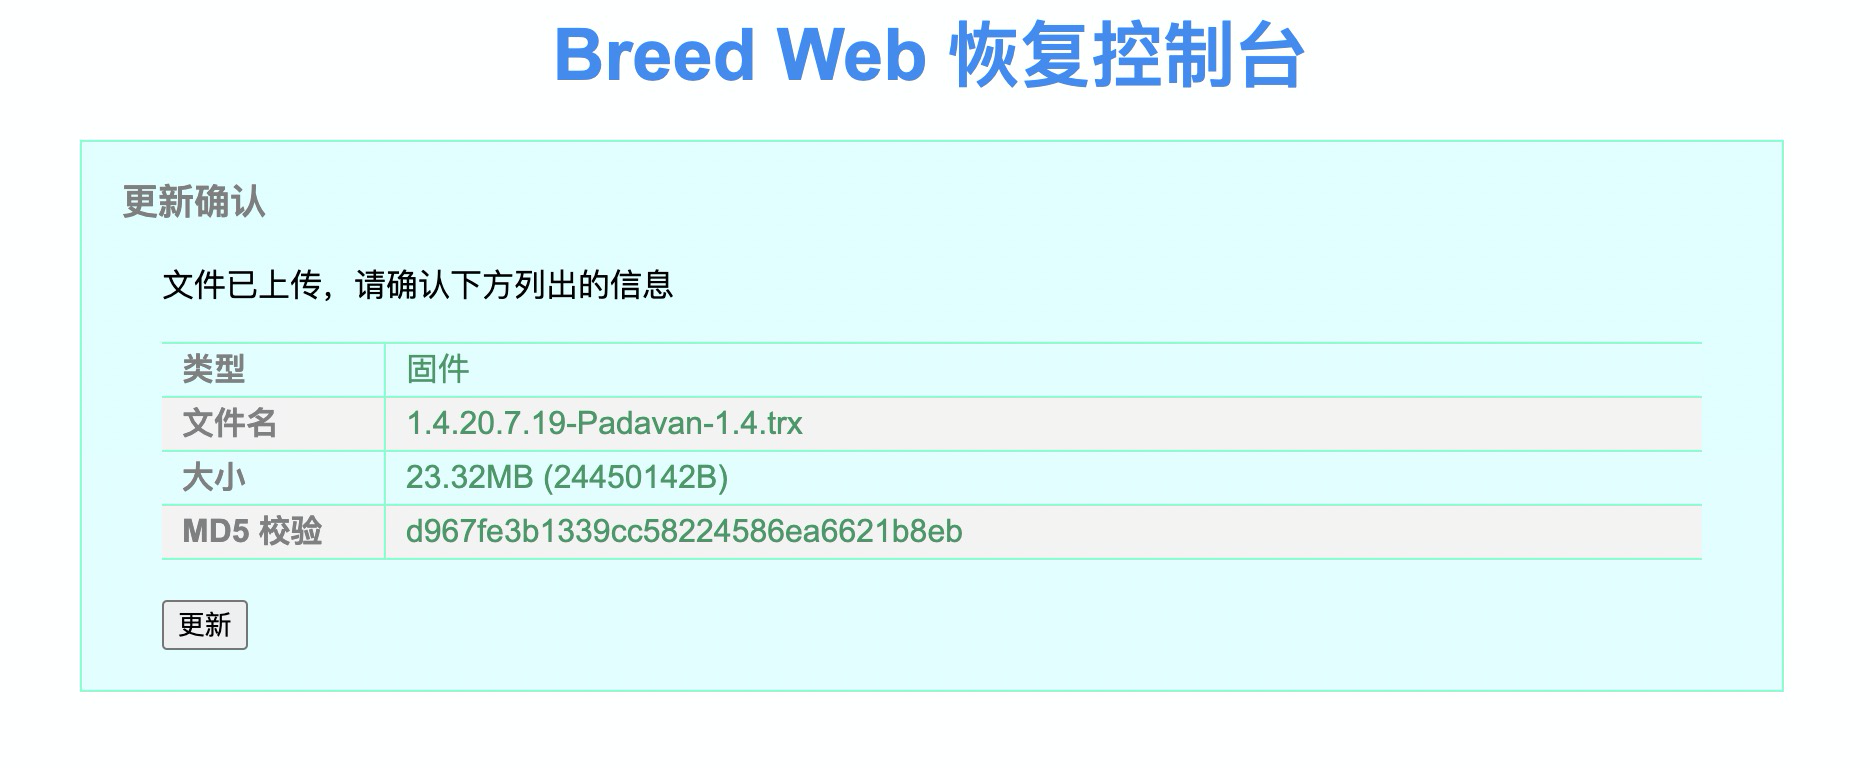 Breed Web 恢复控制台
更新确认
文件已上传，请确认下方列出的信息
类型 固件
文件名 1.4.20.7.19-Padavan-1.4.trx
大小 23.32MB (24450142B)
MD5 校验 d967fe3b1339cc58224586ea6621b8eb
更新